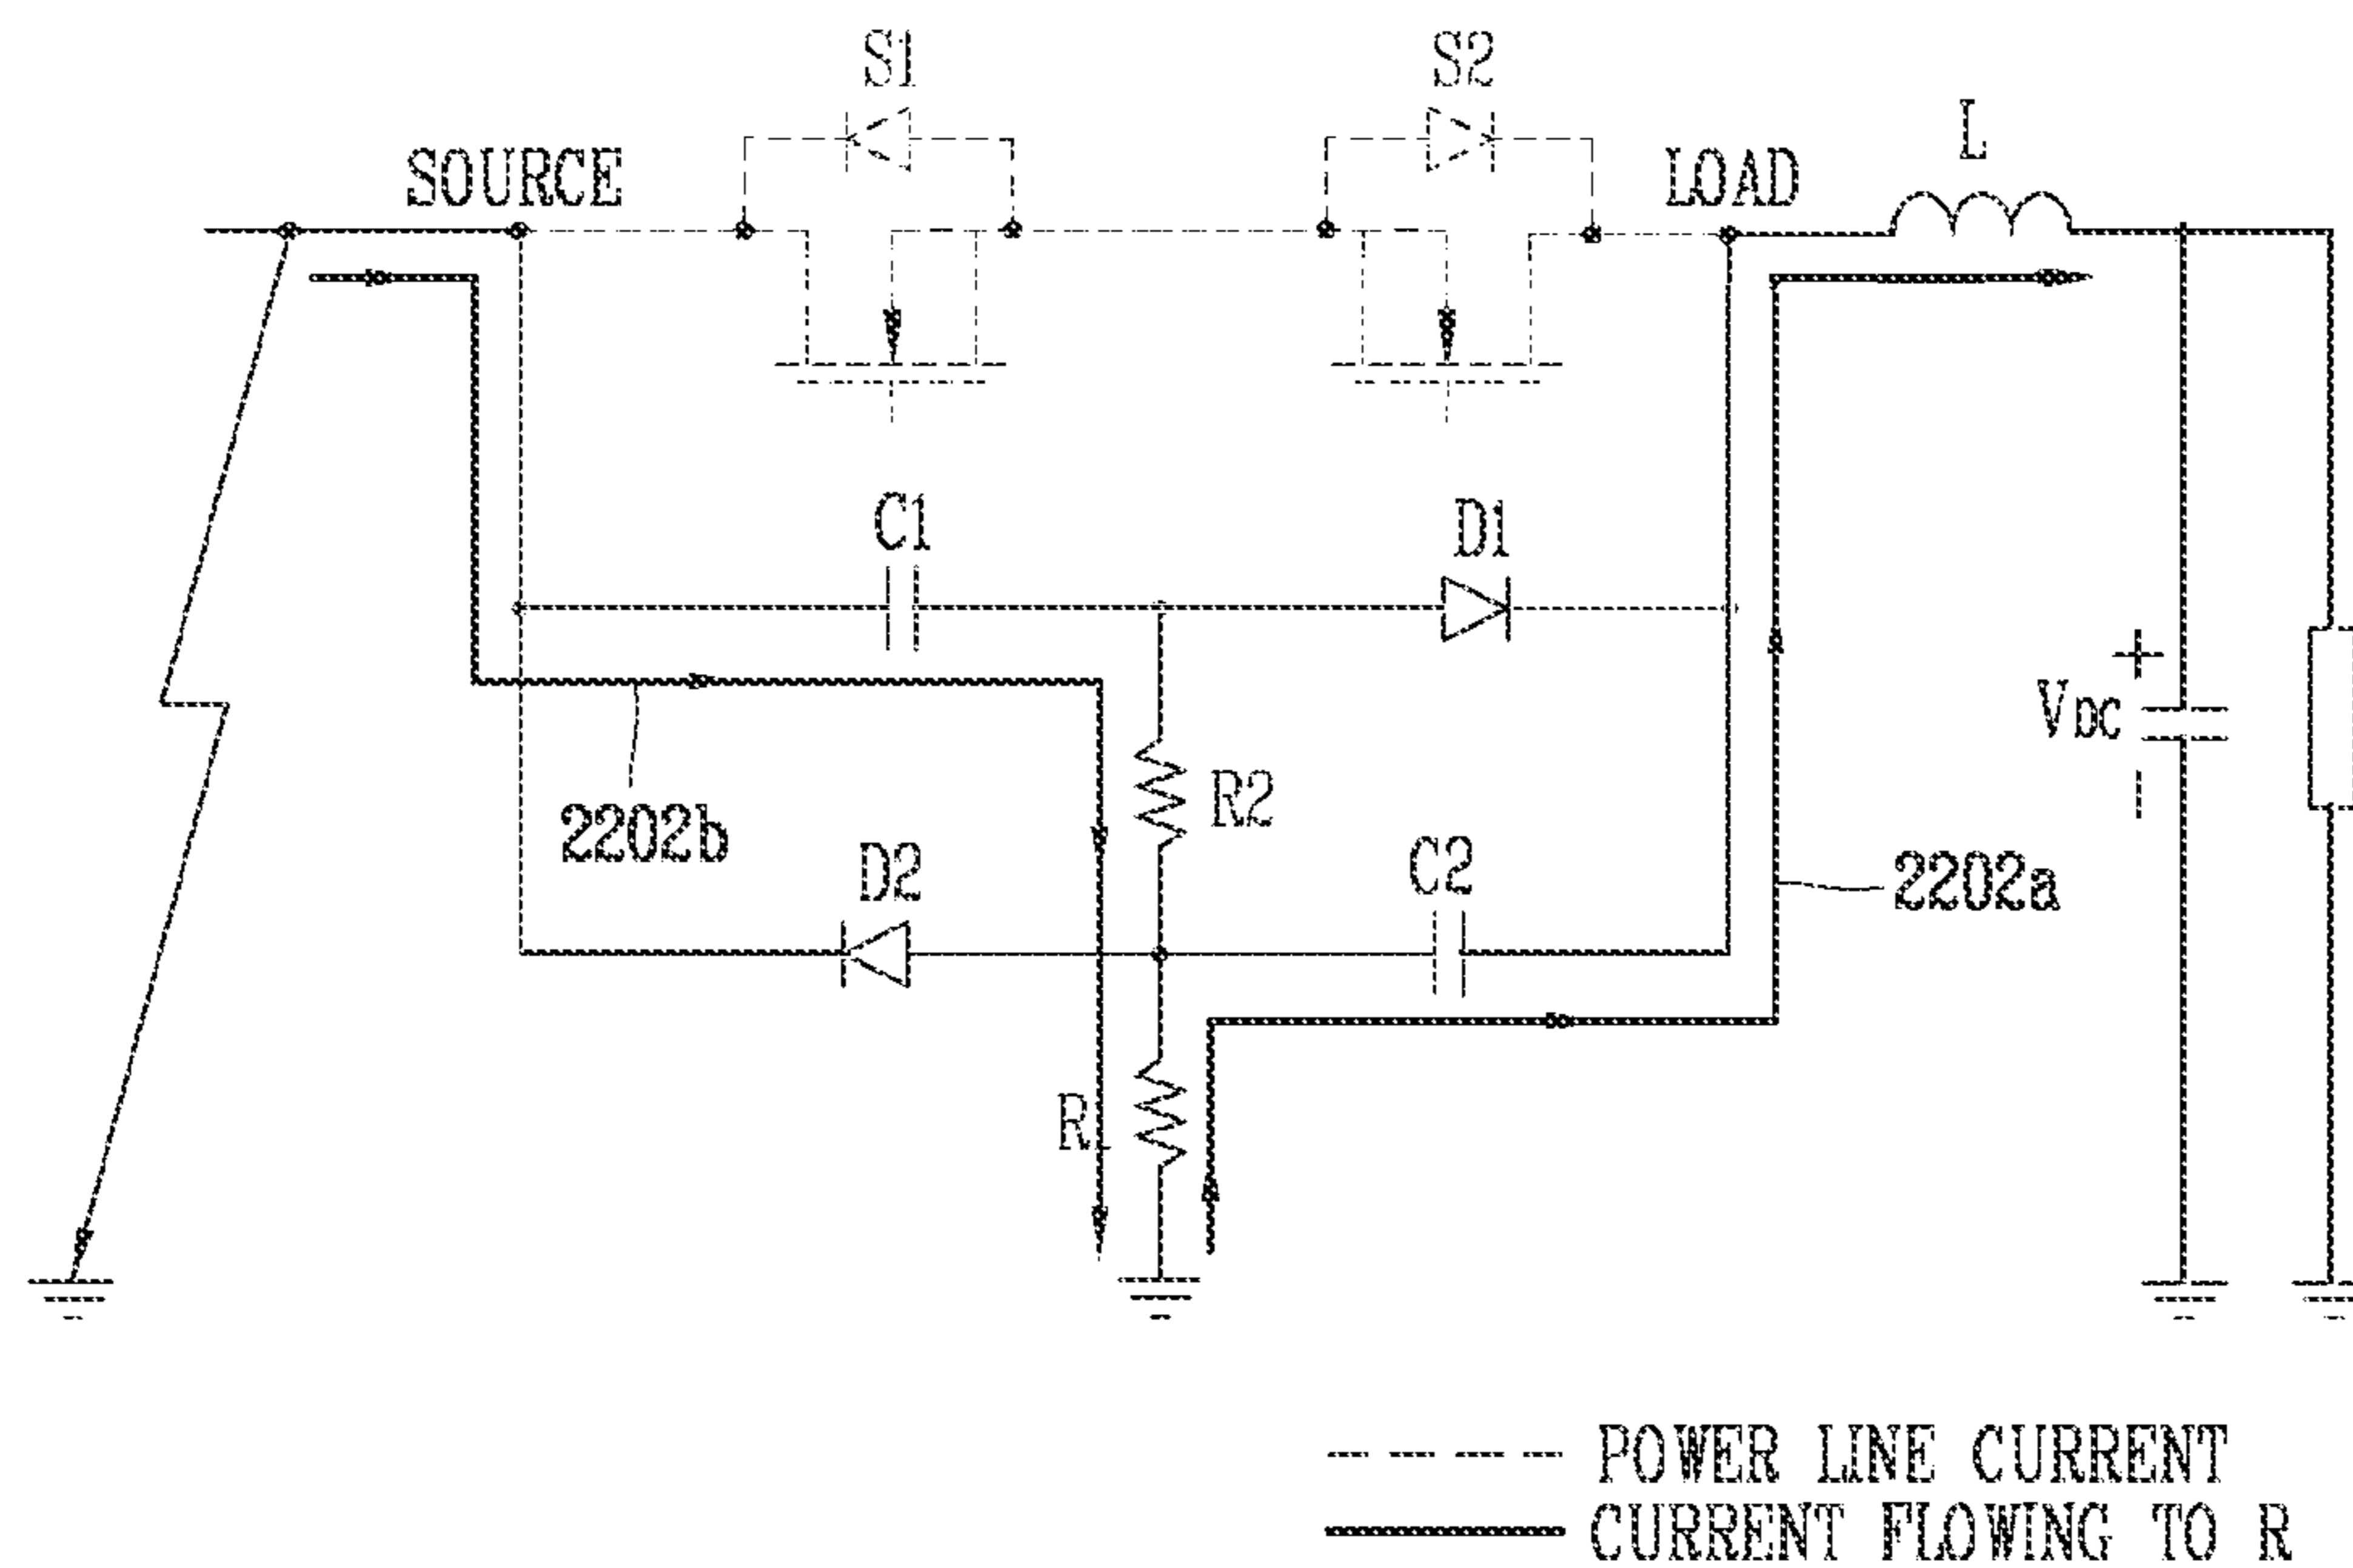 S1
S2
L
SOURCE
LOAD
C1
D1
+
VDC
-
R2
2202b
D2
C2
2202a
R1
POWER LINE CURRENT
CURRENT FLOWING TO R